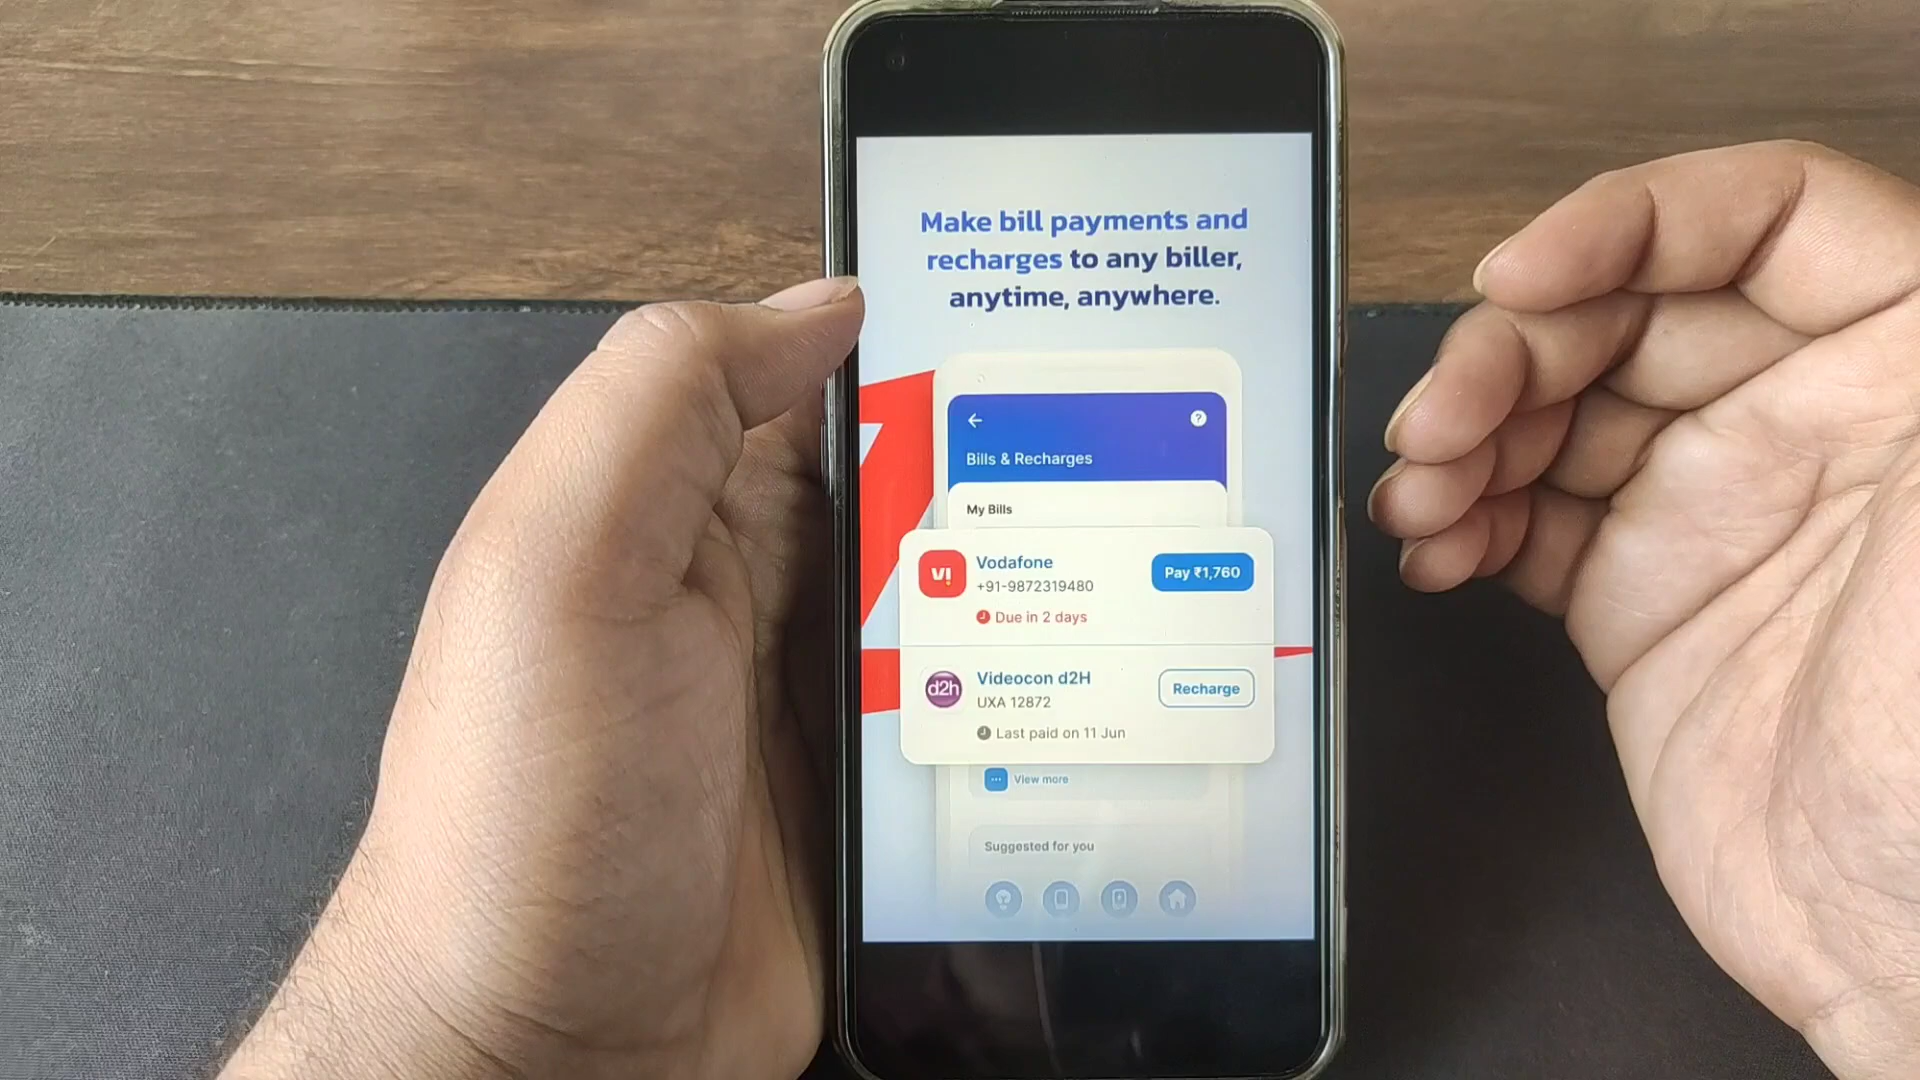 Make bill payments and
recharges to any biller,
anytime, anywhere.
?
Bills & Recharges
My Bills
VI
Vodafone
+91-9872319480
Due in 2 days
Pay ₹1,760
d2h
Videocon d2H
UXA 12872
Last paid on 11 Jun
Recharge
View more
Suggested for you